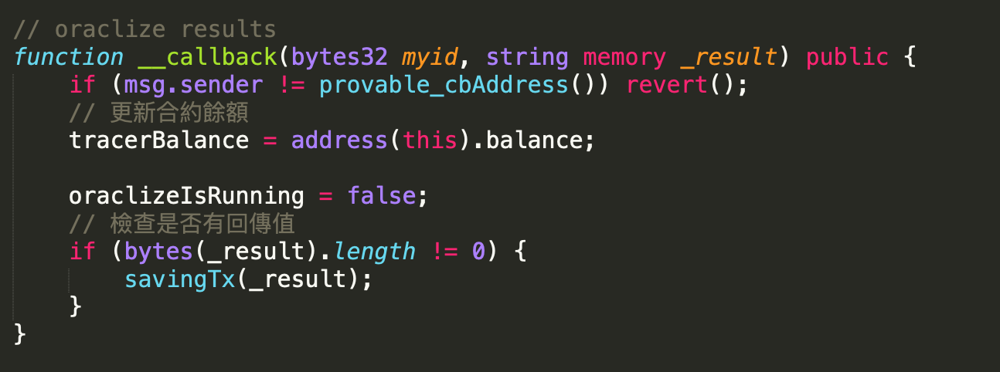 // oraclize results
function __callback(bytes32 myid, string memory _result) public {
    if (msg.sender != provable_cbAddress()) revert();
    // 更新合約餘額
    tracerBalance = address(this).balance;

    oraclizeIsRunning = false;
    // 檢查是否有回傳值
    if (bytes(_result).length != 0) {
        savingTx(_result);
    }
}